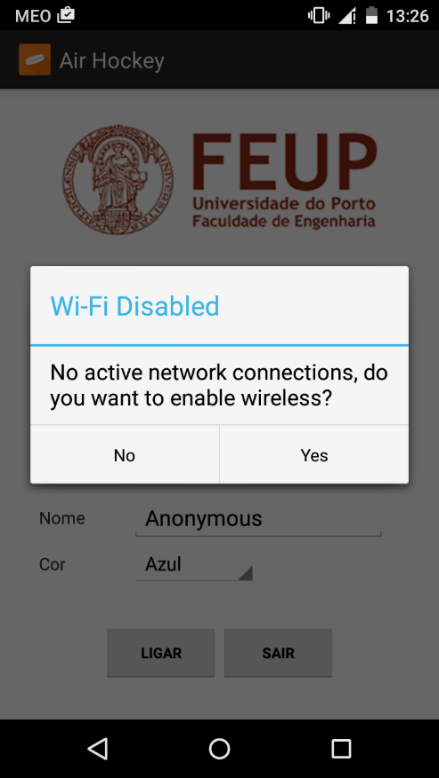 MEO
13:26
Air Hockey
FEUP
Universidade do Porto
Faculdade de Engenharia
Wi-Fi Disabled
No active network connections, do
you want to enable wireless?
No
Yes
Nome
Anonymous
Cor
Azul
LIGAR
SAIR